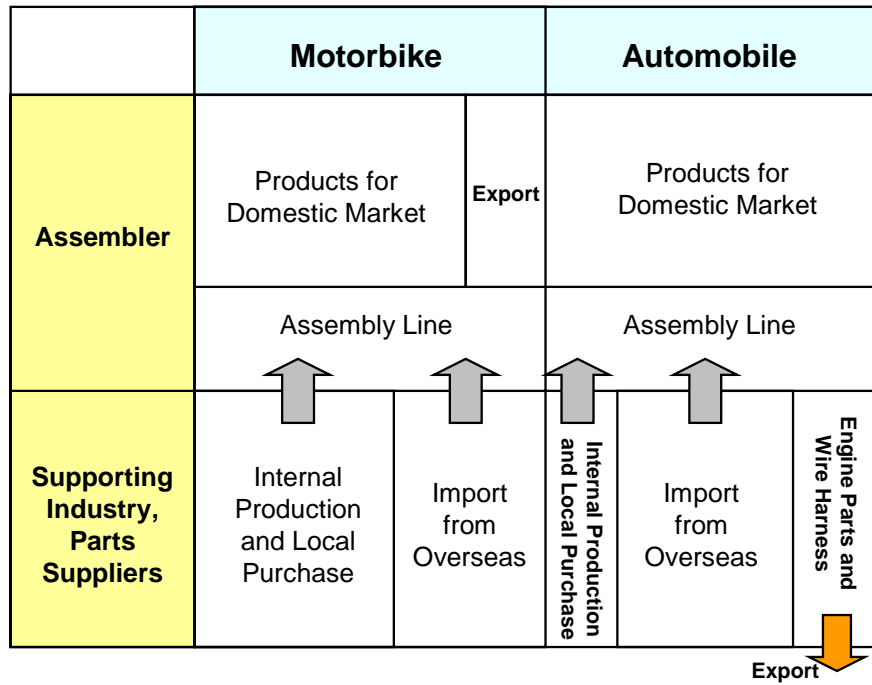 Motorbike
Automobile
Assembler
Products for
Domestic Market
Export
Products for
Domestic Market
Assembly Line
Assembly Line
Supporting
Industry,
Parts
Suppliers
Internal
Production
and Local
Purchase
Import
from
Overseas
Internal Production
and Local Purchase
Import
from
Overseas
Engine Parts and
Wire Harness
Export